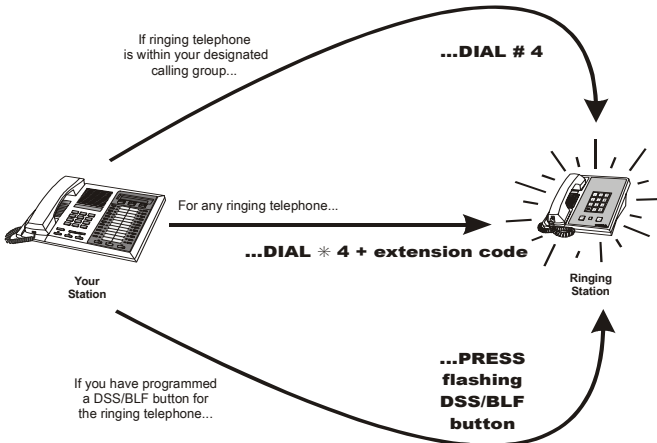 If ringing telephone
is within your designated
calling group...
...DIAL # 4
For any ringing telephone...
...DIAL ✳ 4 + extension code
Your
Station
Ringing
Station
If you have programmed
a DSS/BLF button for
the ringing telephone...
...PRESS
flashing
DSS/BLF
button